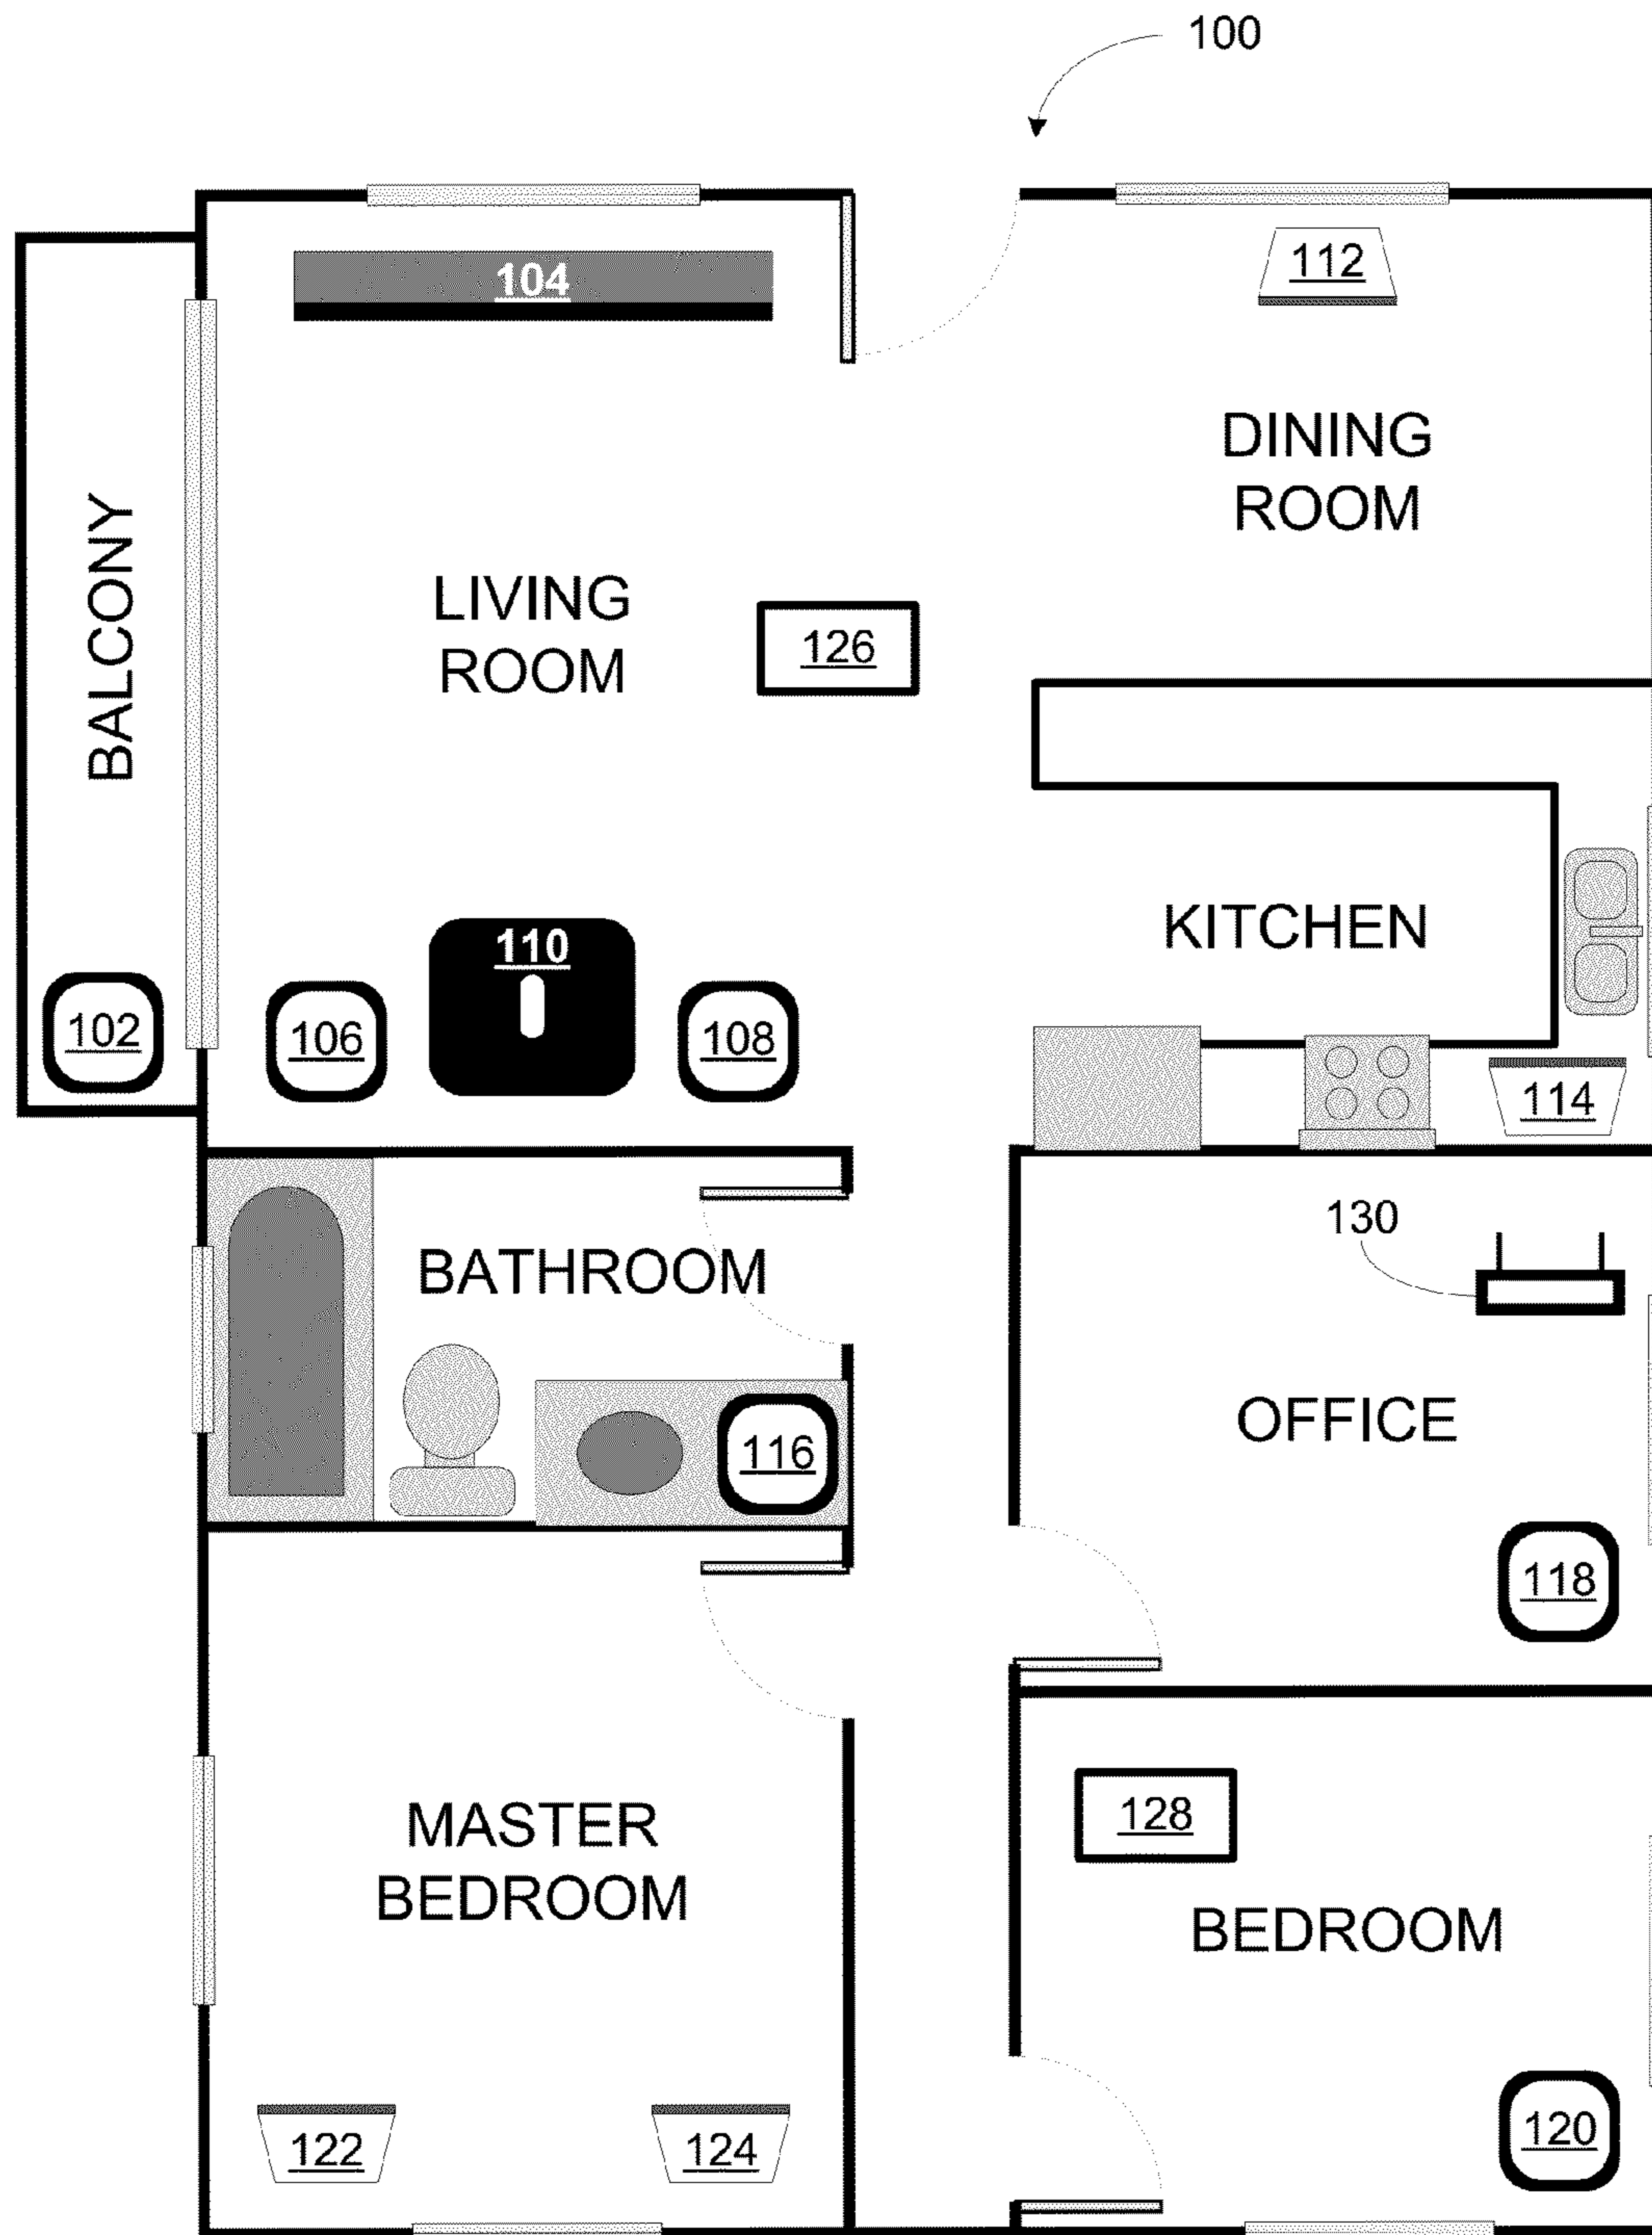 100
104
112
DINING
ROOM
BALCONY
LIVING
ROOM
126
KITCHEN
110
102
106
108
114
130
BATHROOM
OFFICE
116
118
MASTER
BEDROOM
128
BEDROOM
122
124
120